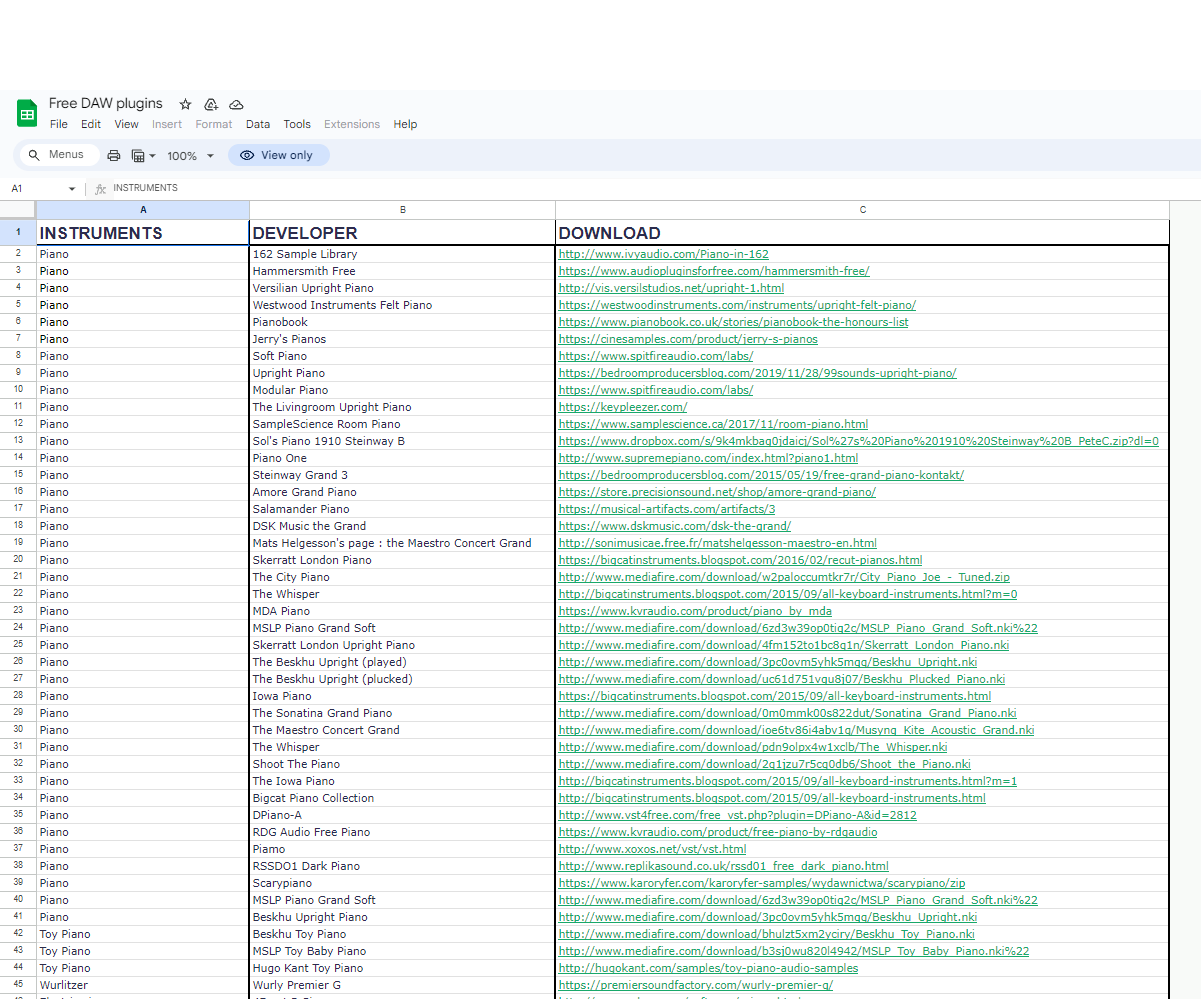 Free DAW plugins
File Edit View Insert Format Data Tools Extensions Help
Menus 100% View only
A1 fx INSTRUMENTS
A B C
1 INSTRUMENTS DEVELOPER DOWNLOAD
2 Piano 162 Sample Library http://www.ivyaudio.com/Piano-in-162
3 Piano Hammersmith Free https://www.audiopluginsforfree.com/hammersmith-free/
4 Piano Versilian Upright Piano http://vis.versilstudios.net/upright-1.html
5 Piano Westwood Instruments Felt Piano https://westwoodinstruments.com/instruments/upright-felt-piano/
6 Piano Pianobook https://www.pianobook.co.uk/stories/pianobook-the-honours-list
7 Piano Jerry's Pianos https://cinesamples.com/product/jerry-s-pianos
8 Piano Soft Piano https://www.spitfireaudio.com/labs/
9 Piano Upright Piano https://bedroomproducersblog.com/2019/11/28/99sounds-upright-piano/
10 Piano Modular Piano https://www.spitfireaudio.com/labs/
11 Piano The Livingroom Upright Piano https://keypleezer.com/
12 Piano SampleScience Room Piano https://www.samplescience.ca/2017/11/room-piano.html
13 Piano Sol's Piano 1910 Steinway B https://www.dropbox.com/s/9k4mkbaq0jdaicj/Sol%27s%20Piano%201910%20Steinway%20B_PeteC.zip?dl=0
14 Piano Piano One http://www.supremepiano.com/index.html?piano1.html
15 Piano Steinway Grand 3 https://bedroomproducersblog.com/2015/05/19/free-grand-piano-kontakt/
16 Piano Amore Grand Piano https://store.precisionsound.net/shop/amore-grand-piano/
17 Piano Salamander Piano https://musical-artifacts.com/artifacts/3
18 Piano DSK Music the Grand https://www.dskmusic.com/dsk-the-grand/
19 Piano Mats Helgesson's page : the Maestro Concert Grand http://sonimusicae.free.fr/matshelgesson-maestro-en.html
20 Piano Skerratt London Piano https://bigcatinstruments.blogspot.com/2016/02/recut-pianos.html
21 Piano The City Piano http://www.mediafire.com/download/w2paloccumtkr7r/City_Piano_Joe_-_Tuned.zip
22 Piano The Whisper http://bigcatinstruments.blogspot.com/2015/09/all-keyboard-instruments.html?m=0
23 Piano MDA Piano https://www.kvraudio.com/product/piano_by_mda
24 Piano MSLP Piano Grand Soft http://www.mediafire.com/download/6zd3w39op0tiq2c/MSLP_Piano_Grand_Soft.nki%22
25 Piano Skerratt London Upright Piano http://www.mediafire.com/download/4fm152to1bc8g1n/Skerratt_London_Piano.nki
26 Piano The Beskhu Upright (played) http://www.mediafire.com/download/3pc0ovm5yhk5mgq/Beskhu_Upright.nki
27 Piano The Beskhu Upright (plucked) http://www.mediafire.com/download/uc61d751vgu8j07/Beskhu_Plucked_Piano.nki
28 Piano Iowa Piano https://bigcatinstruments.blogspot.com/2015/09/all-keyboard-instruments.html
29 Piano The Sonatina Grand Piano http://www.mediafire.com/download/0m0mmk00s822dut/Sonatina_Grand_Piano.nki
30 Piano The Maestro Concert Grand http://www.mediafire.com/download/ioe6tv86i4abv1g/Musyng_Kite_Acoustic_Grand.nki
31 Piano The Whisper http://www.mediafire.com/download/pdn9olpx4w1xclb/The_Whisper.nki
32 Piano Shoot The Piano http://www.mediafire.com/download/2g1jzu7r5cq0db6/Shoot_the_Piano.nki
33 Piano The Iowa Piano http://bigcatinstruments.blogspot.com/2015/09/all-keyboard-instruments.html?m=1
34 Piano Bigcat Piano Collection http://bigcatinstruments.blogspot.com/2015/09/all-keyboard-instruments.html
35 Piano DPiano-A http://www.vst4free.com/free_vst.php?plugin=DPiano-A&id=2812
36 Piano RDG Audio Free Piano https://www.kvraudio.com/product/free-piano-by-rdgaudio
37 Piano Piamo http://www.xoxos.net/vst/vst.html
38 Piano RSSDO1 Dark Piano http://www.replikasound.co.uk/rssd01_free_dark_piano.html
39 Piano Scarypiano https://www.karoryfer.com/karoryfer-samples/wydawnictwa/scarypiano/zip
40 Piano MSLP Piano Grand Soft http://www.mediafire.com/download/6zd3w39op0tiq2c/MSLP_Piano_Grand_Soft.nki%22
41 Piano Beskhu Upright Piano http://www.mediafire.com/download/3pc0ovm5yhk5mgq/Beskhu_Upright.nki
42 Toy Piano Beskhu Toy Piano http://www.mediafire.com/download/bhulzt5xm2yciry/Beskhu_Toy_Piano.nki
43 Toy Piano MSLP Toy Baby Piano http://www.mediafire.com/download/b3sj0wu820l4942/MSLP_Toy_Baby_Piano.nki%22
44 Toy Piano Hugo Kant Toy Piano http://hugokant.com/samples/toy-piano-audio-samples
45 Wurlitzer Wurly Premier G https://premiersoundfactory.com/wurly-premier-g/